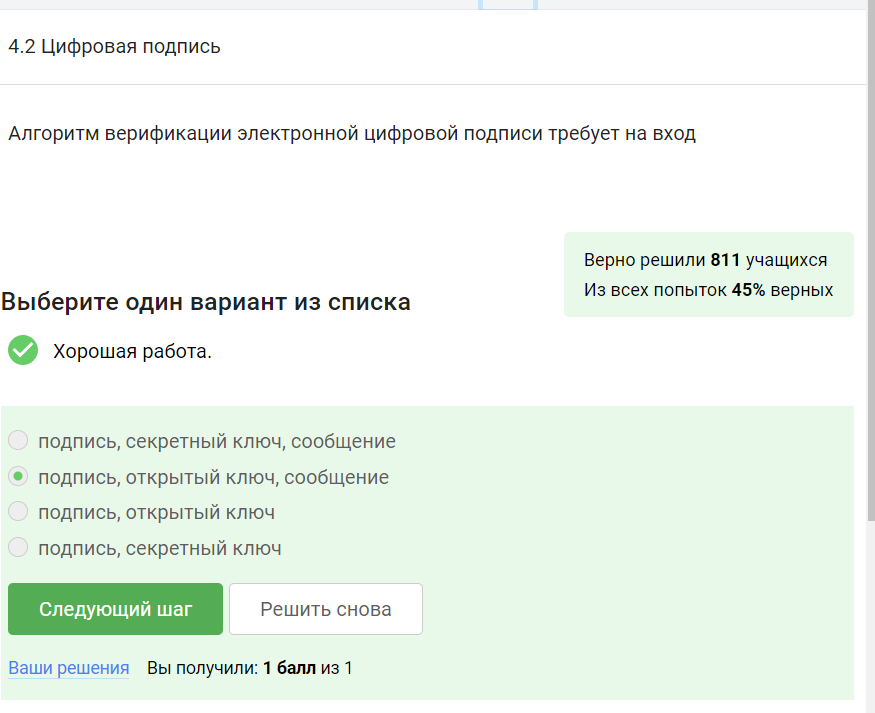 4.2 Цифровая подпись
Алгоритм верификации электронной цифровой подписи требует на вход
Верно решили 811 учащихся
Из всех попыток 45% верных
Выберите один вариант из списка
Хорошая работа.
подпись, секретный ключ, сообщение
подпись, открытый ключ, сообщение
подпись, открытый ключ
подпись, секретный ключ
Следующий шаг
Решить снова
Ваши решения Вы получили: 1 балл из 1